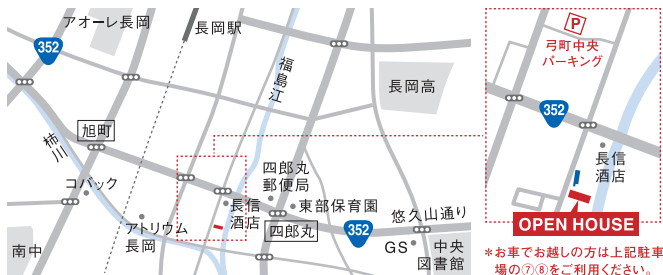 アオーレ長岡
長岡駅
352
福島江
長岡高
旭町
柿川
コバック
四郎丸
郵便局
長信
酒店
東部保育園
悠久山通り
アトリウム
長岡
四郎丸
352
GS
中央
図書館
南中
P
弓町中央
パーキング
352
長信
酒店
OPEN HOUSE
*お車でお越しの方は上記駐車
場の⑦⑧をご利用ください。